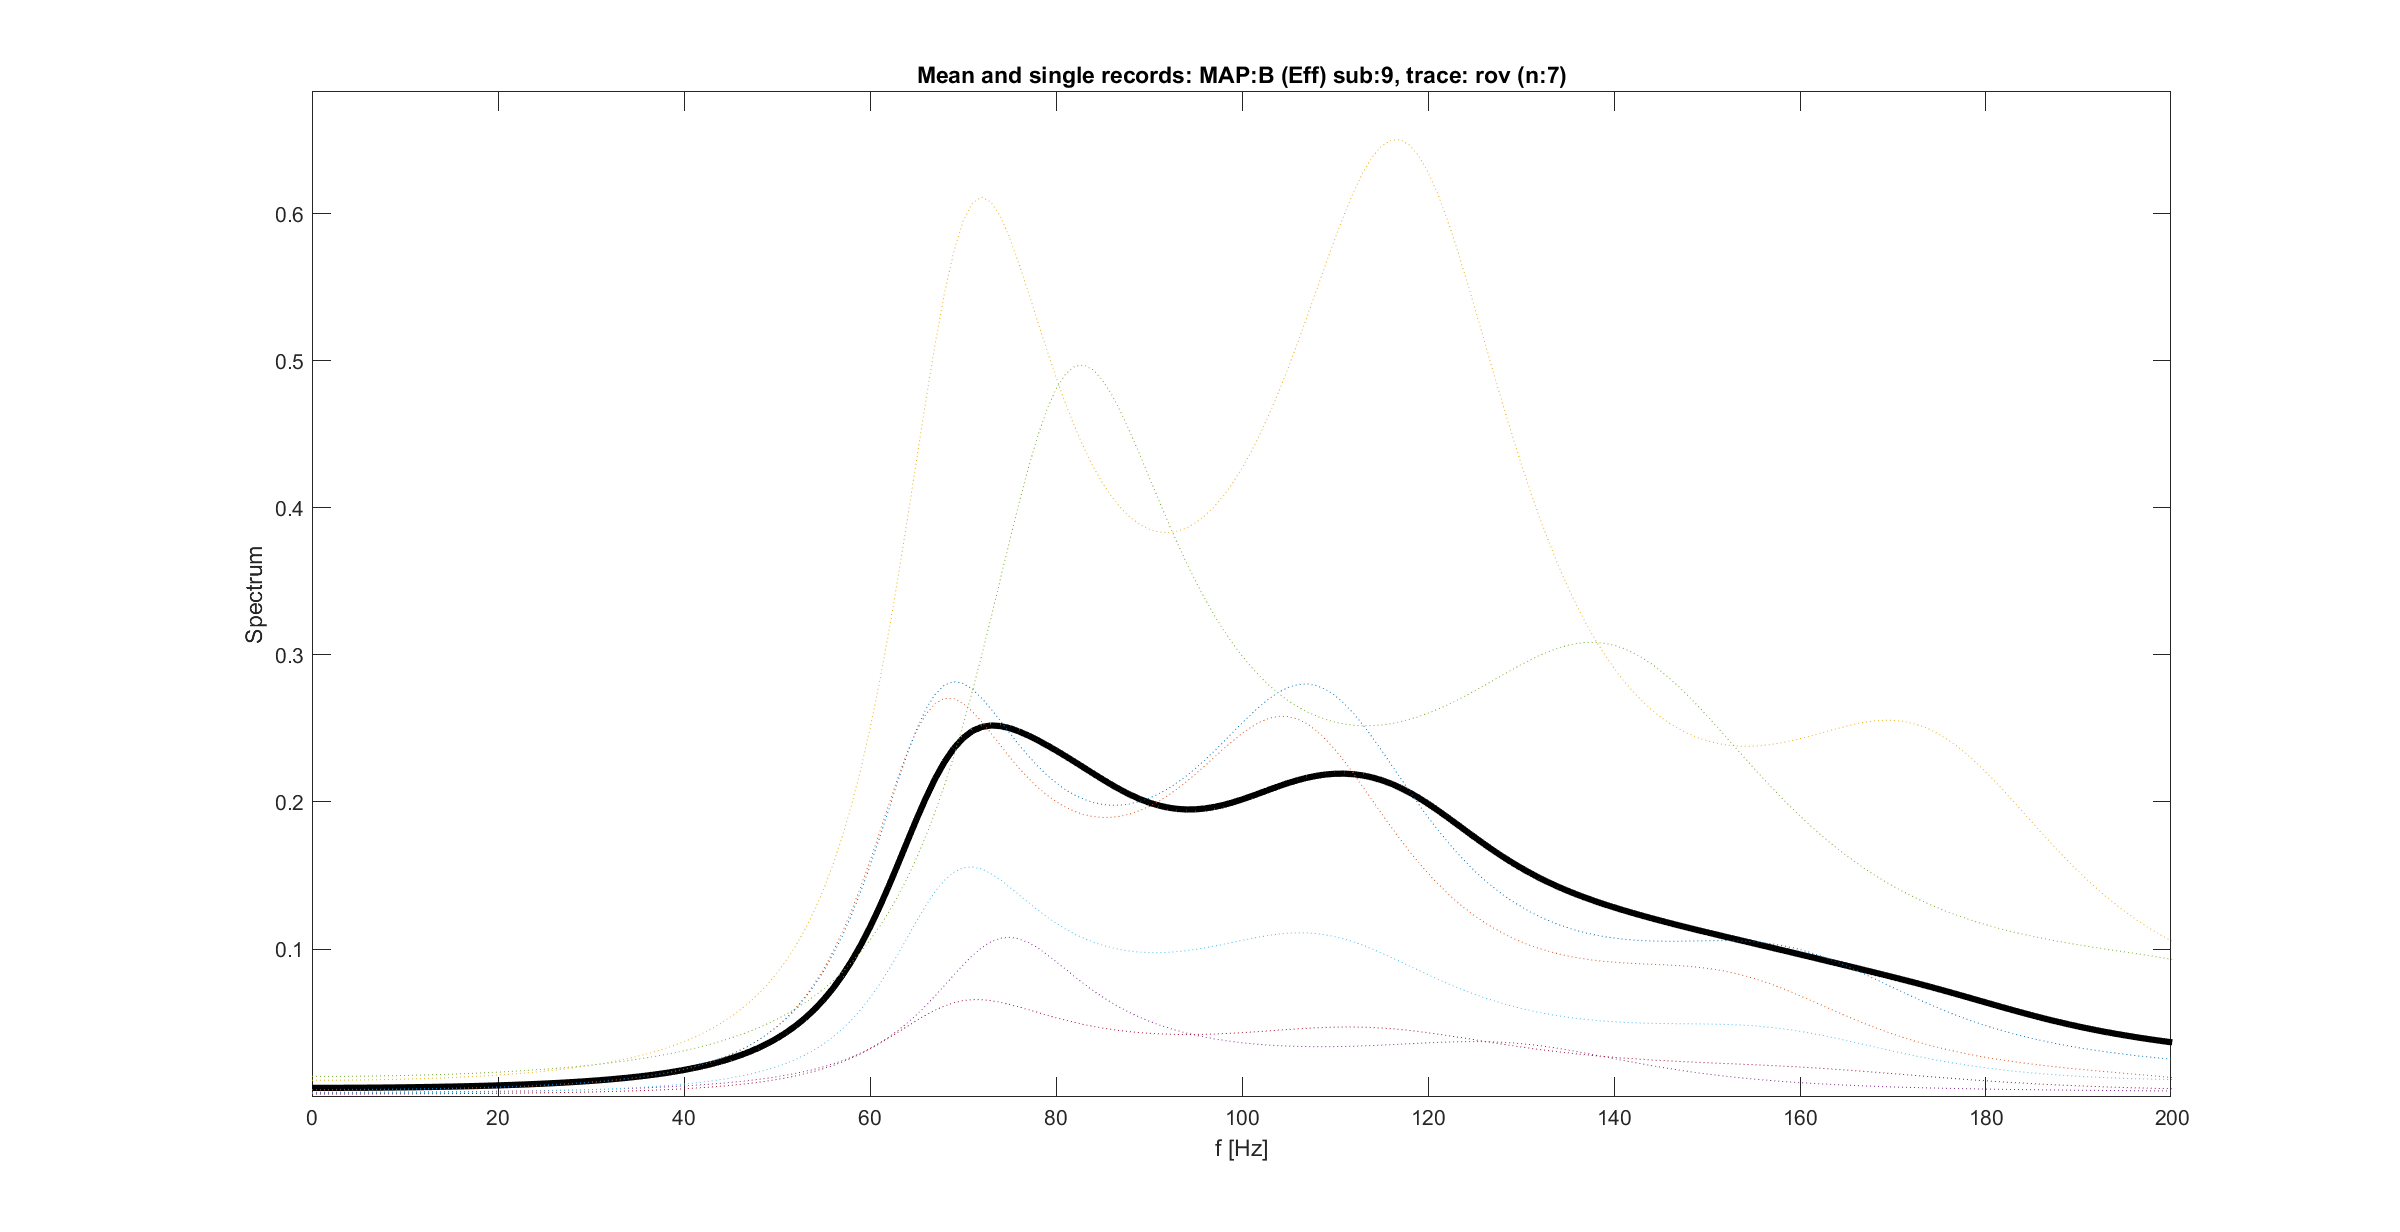 Mean and single records: MAP:B (Eff) sub:9, trace: rov (n:7)
0.6
0.5
0.4
0.3
0.2
0.1
Spectrum
0 20 40 60 80 100 120 140 160 180 200
f [Hz]